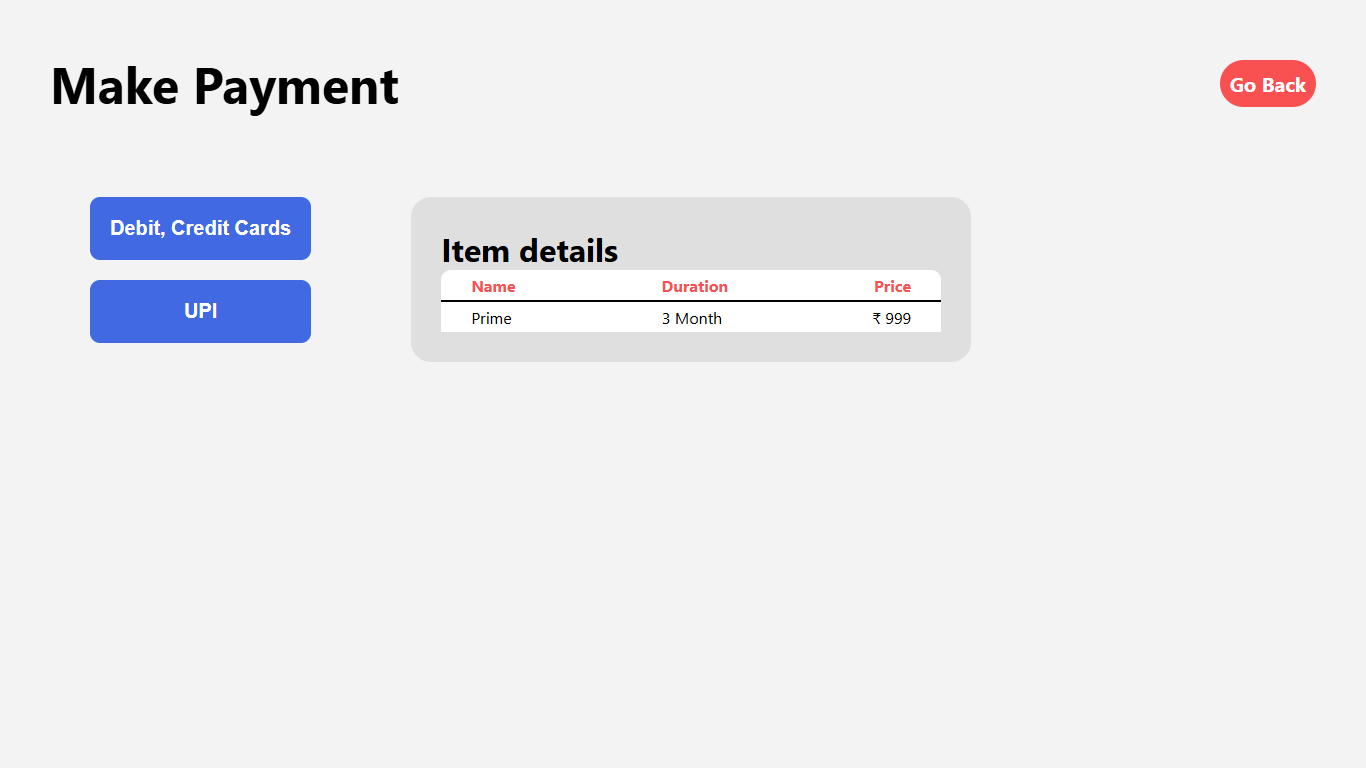 Make Payment
Go Back
Debit, Credit Cards
UPI
Item details
Name Duration Price
Prime 3 Month ₹ 999